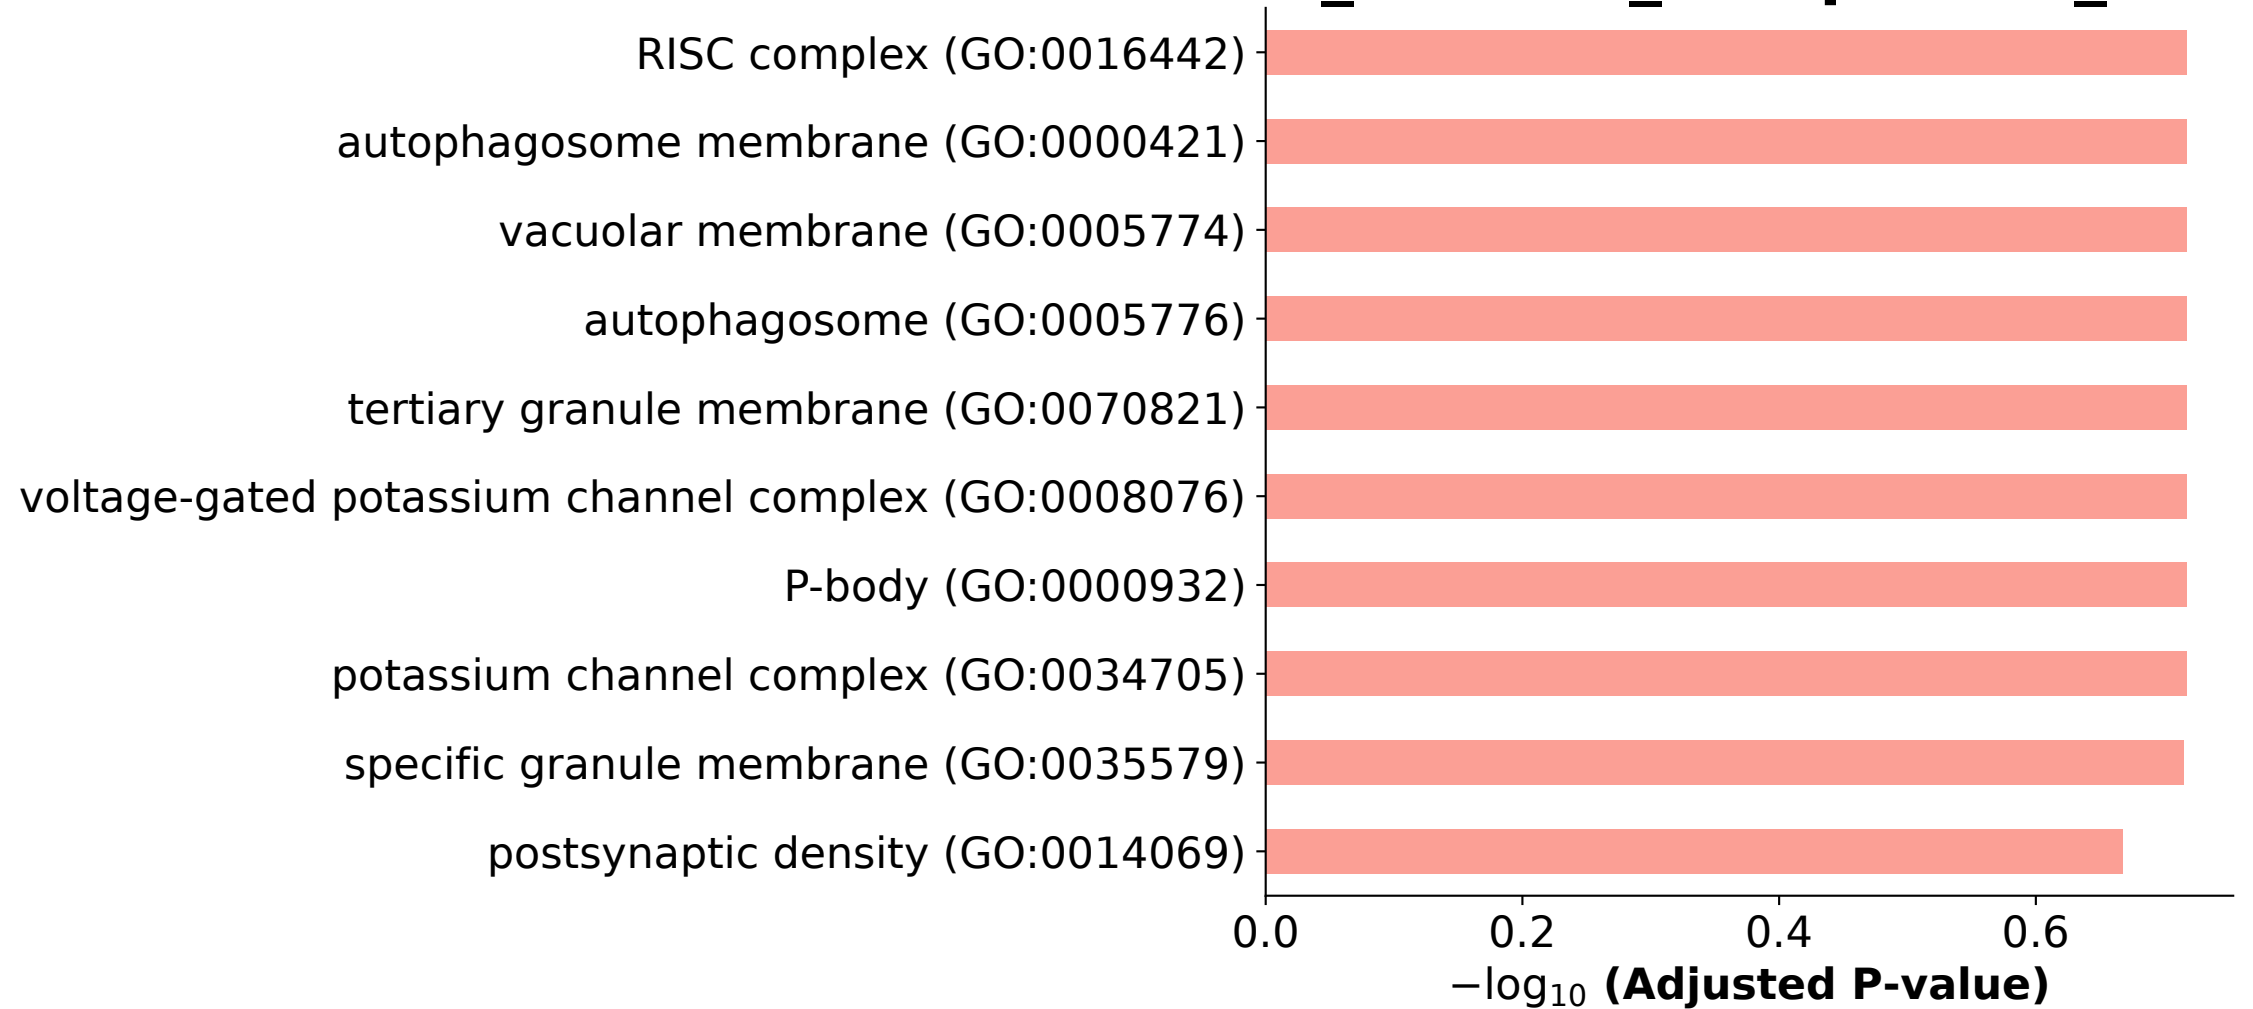 RISC complex (GO:0016442)
autophagosome membrane (GO:0000421)
vacuolar membrane (GO:0005774)
autophagosome (GO:0005776)
tertiary granule membrane (GO:0070821)
voltage-gated potassium channel complex (GO:0008076)
P-body (GO:0000932)
potassium channel complex (GO:0034705)
specific granule membrane (GO:0035579)
postsynaptic density (GO:0014069)
0.0 0.2 0.4 0.6
−log₁₀ (Adjusted P-value)